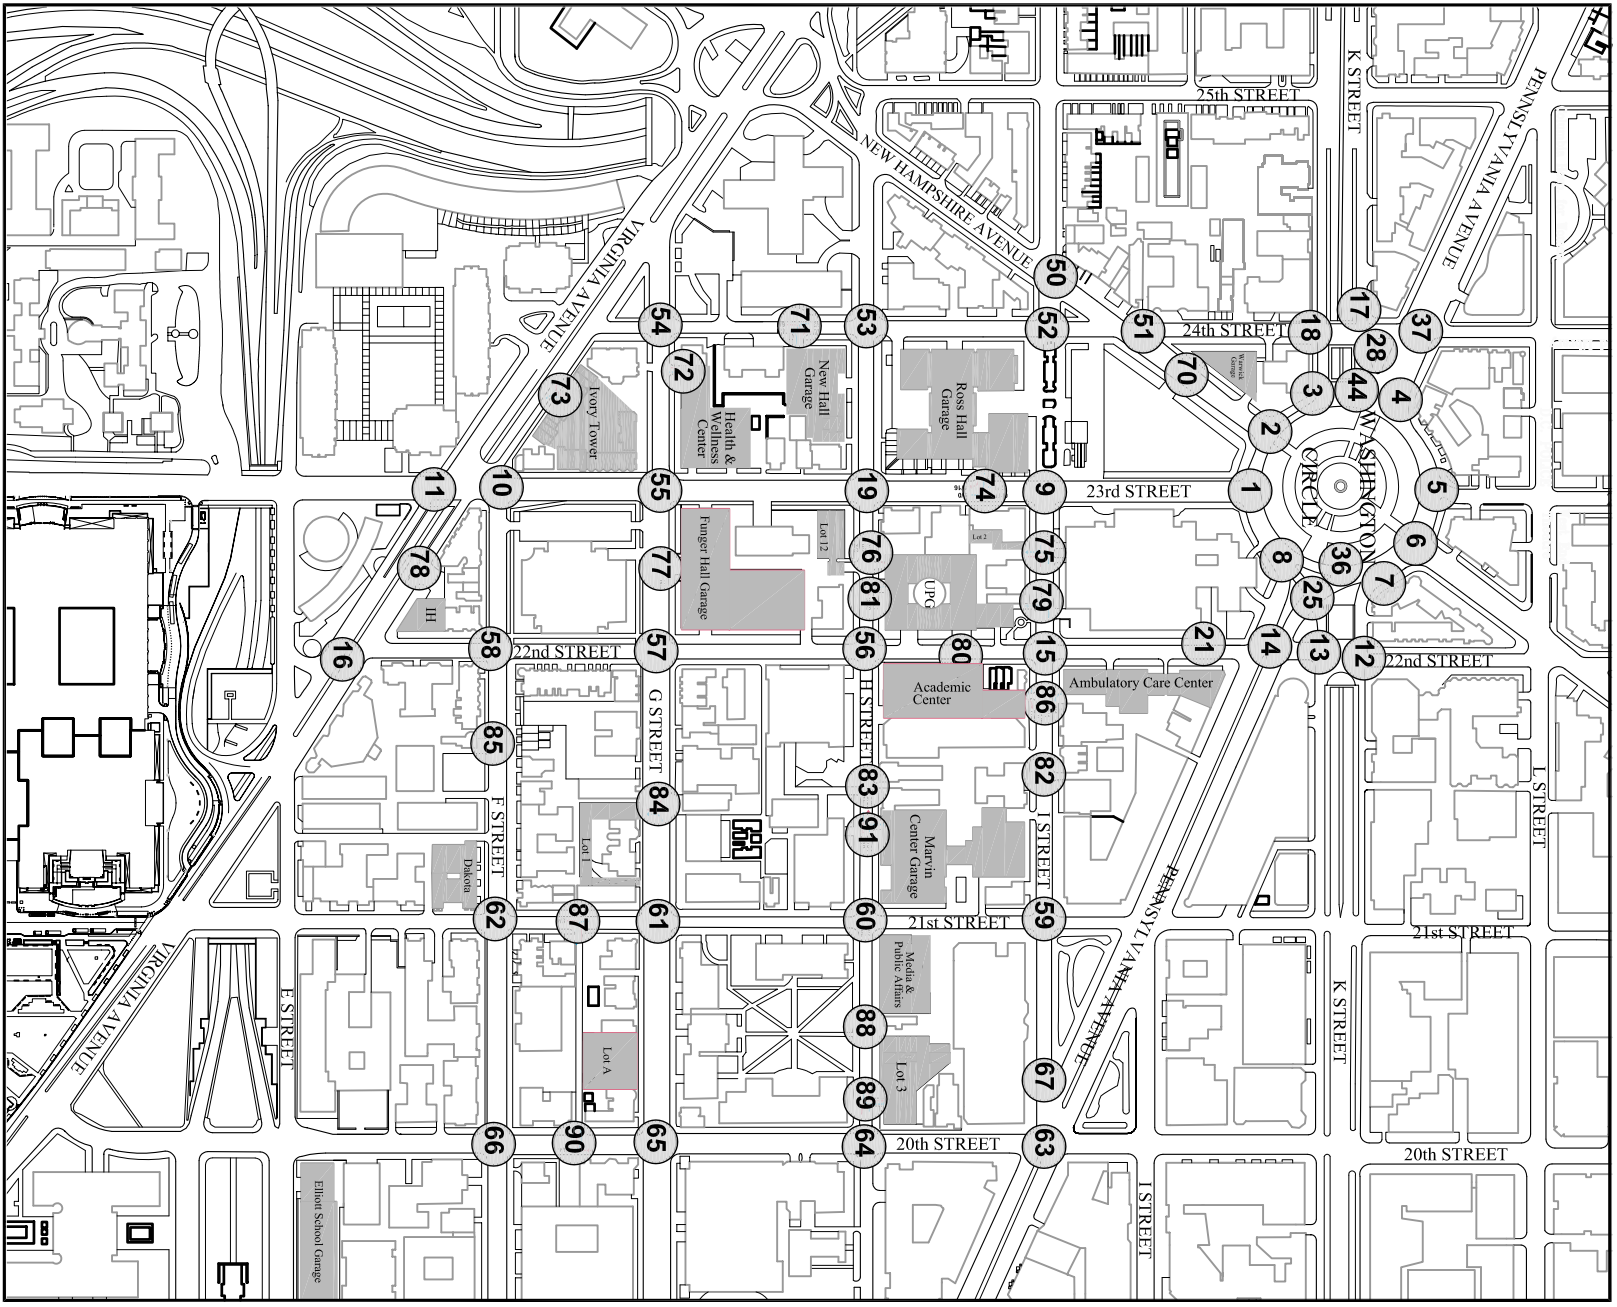 25th STREET
K STREET
PENNSLYVANIA AVENUE
NEW HAMPSHIRE AVENUE
VIRGINIA AVENUE
50
17
54
71
53
52
51
24th STREET
18
37
28
72
70
Warwick
Garage
New Hall
Garage
73
Ivory Tower
Health &
Wellness
Center
Ross Hall
Garage
3
44
4
2
WASHINGTON
CIRCLE
11
10
55
19
74
9
23rd STREET
1
5
Funger Hall Garage
Lot 12
Lot 2
78
77
76
75
8
36
6
7
IH
81
UPG
79
25
16
58
22nd STREET
57
56
80
15
21
14
13
12
22nd STREET
G STREET
H STREET
Academic
Center
86
Ambulatory Care Center
85
82
83
84
91
F STREET
I STREET
L STREET
Lot 1
Dakota
Marvin
Center Garage
62
87
61
60
21st STREET
59
21st STREET
PENNSYLVANIA AVENUE
VIRGINIA AVENUE
E STREET
Media &
Public Affairs
K STREET
88
Lot A
Lot 3
67
89
66
90
65
64
20th STREET
63
20th STREET
Elliott School Garage
I STREET